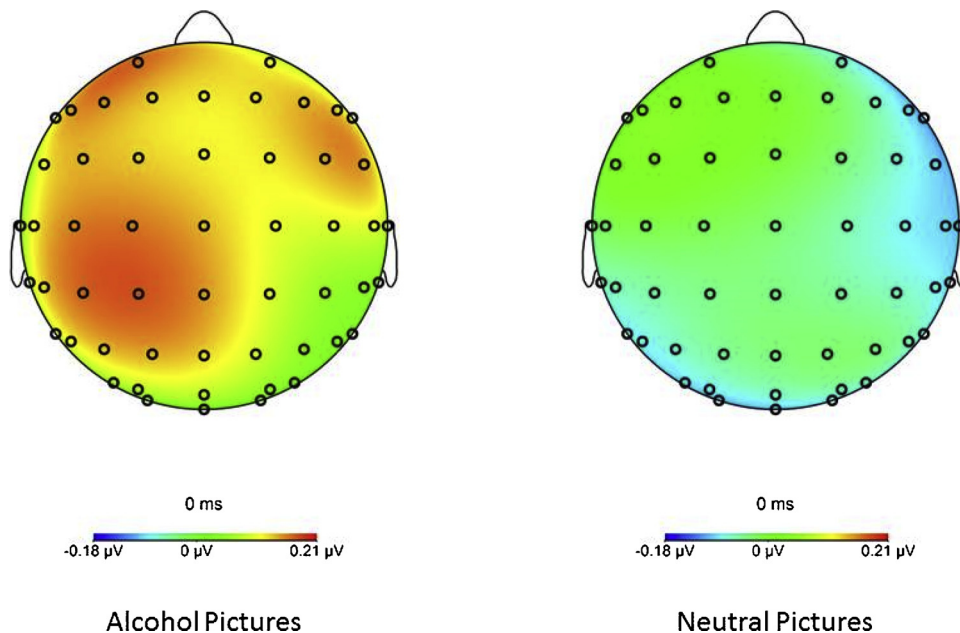 0 ms
-0.18 µV 0 µV 0.21 µV
Alcohol Pictures
0 ms
-0.18 µV 0 µV 0.21 µV
Neutral Pictures